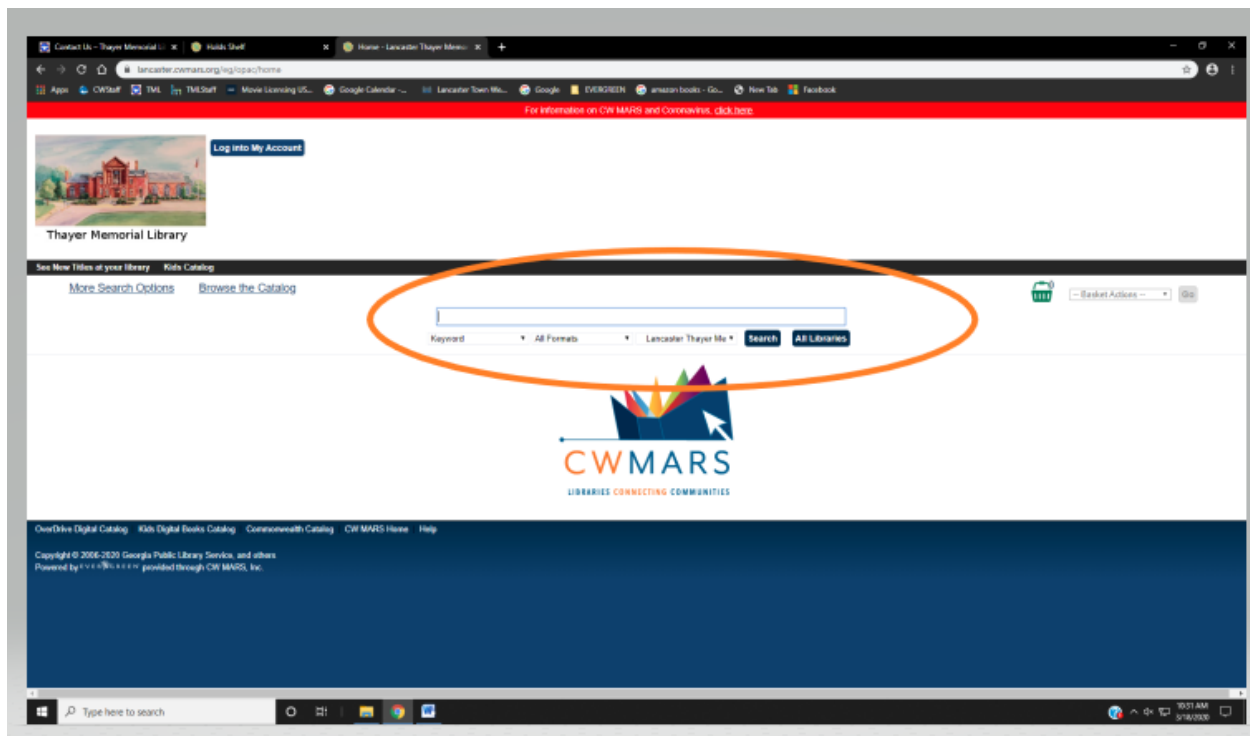 Contact Us – Thayer Memorial Li
Holds Shelf
Home - Lancaster Thayer Memor
lancaster.cwmars.org/eg/opac/home
Apps CWStaff TML TMLStaff Movie Licensing US... Google Calendar -... Lancaster Town We... Google EVERGREEN amazon books - Go... New Tab Facebook
For information on CW MARS and Coronavirus, click here.
Log into My Account
Thayer Memorial Library
See New Titles at your library Kids Catalog
More Search Options Browse the Catalog
0
-- Basket Actions -- Go
Keyword All Formats Lancaster Thayer Me Search All Libraries
CWMARS
LIBRARIES CONNECTING COMMUNITIES
OverDrive Digital Catalog Kids Digital Books Catalog Commonwealth Catalog CW MARS Home Help
Copyright © 2006-2020 Georgia Public Library Service, and others
Powered by EVERGREEN provided through CW MARS, Inc.
Type here to search
10:31 AM
3/18/2020